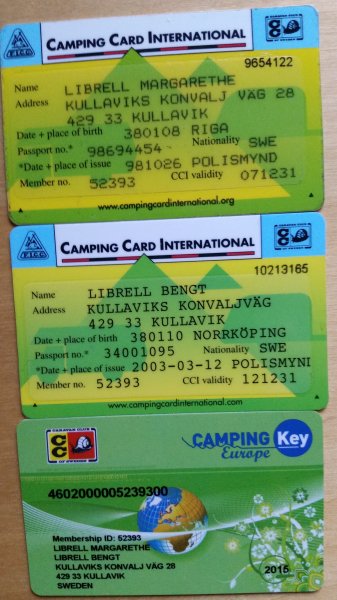 F.I.C.C.
CAMPING CARD INTERNATIONAL
9654122
Name LIBRELL MARGARETHE
Address KULLAVIKS KONVALJ VÄG 28
429 33 KULLAVIK
Date + place of birth 380108 RIGA
Passport no.* 98694454 Nationality SWE
*Date + place of issue 981026 POLISMYND
Member no. 52393 CCI validity 071231
www.campingcardinternational.org
F.I.C.C.
CAMPING CARD INTERNATIONAL
10213165
Name LIBRELL BENGT
Address KULLAVIKS KONVALJVÄG
429 33 KULLAVIK
Date + place of birth 380110 NORRKÖPING
Passport no.* 34001095 Nationality SWE
*Date + place of issue 2003-03-12 POLISMYNI
Member no. 52393 CCI validity 121231
www.campingcardinternational.com
CARAVAN CLUB
CC
OF SWEDEN
CAMPING Key
Europe
4602000005239300
Membership ID: 52393
LIBRELL MARGARETHE
LIBRELL BENGT
KULLAVIKS KONVALJ VÄG 28
429 33 KULLAVIK
SWEDEN
2015